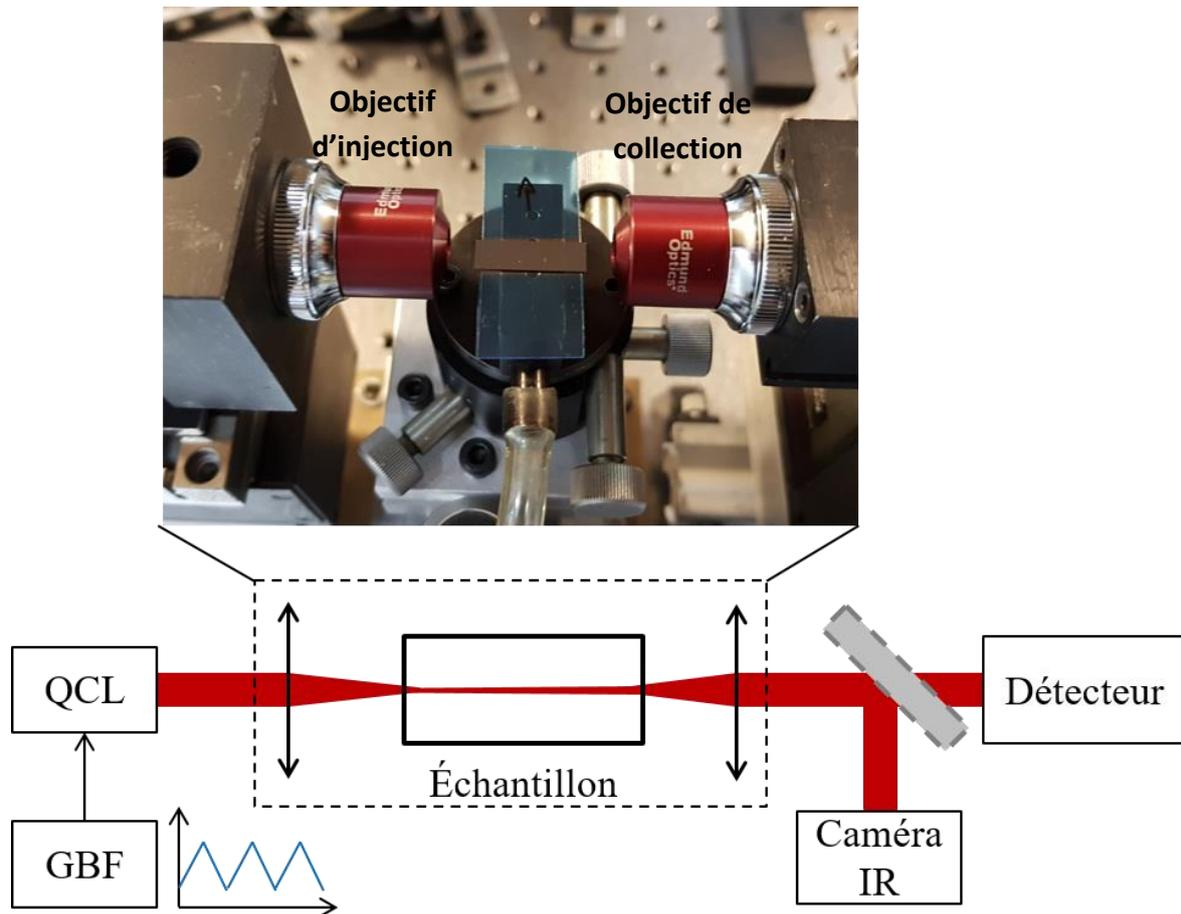 Objectif
d'injection
Objectif de
collection
Edmund
Optics
Edmund
Optics®
QCL
Détecteur
Échantillon
GBF
Caméra
IR